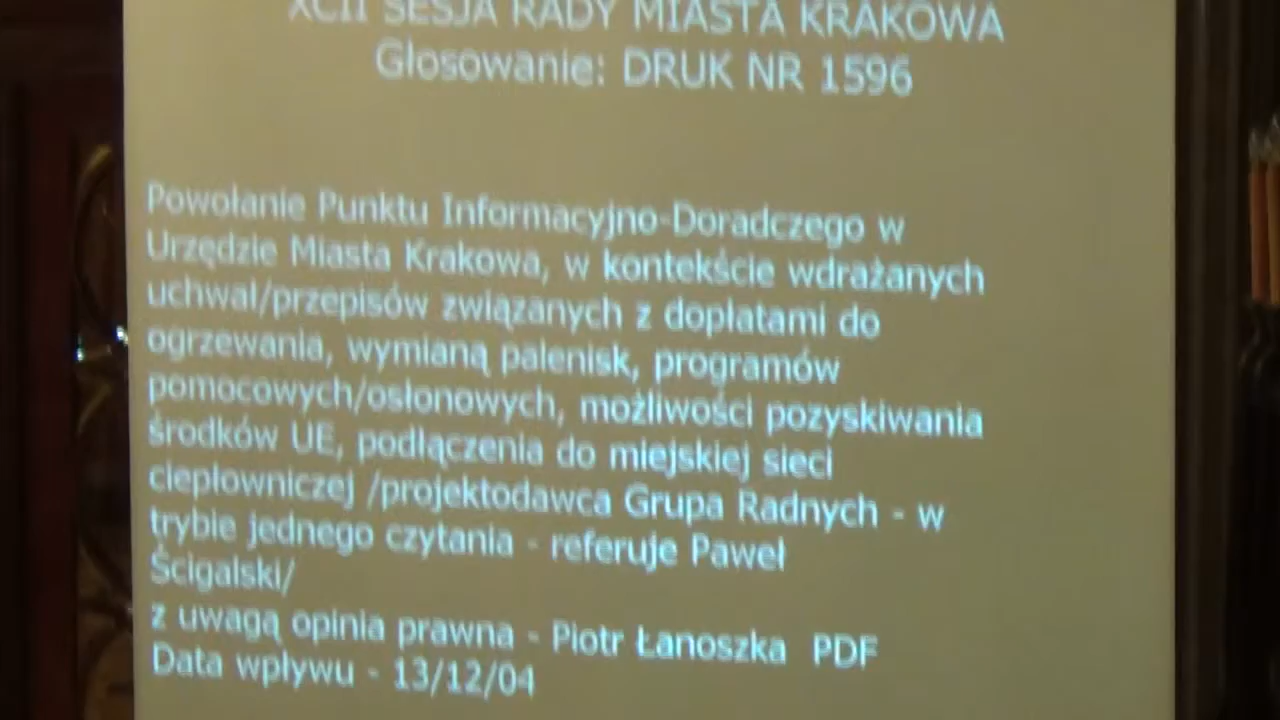 XCII SESJA RADY MIASTA KRAKOWA
Głosowanie: DRUK NR 1596
Powołanie Punktu Informacyjno-Doradczego w
Urzędzie Miasta Krakowa, w kontekście wdrażanych
uchwał/przepisów związanych z dopłatami do
ogrzewania, wymianą palenisk, programów
pomocowych/osłonowych, możliwości pozyskiwania
środków UE, podłączenia do miejskiej sieci
ciepłowniczej /projektodawca Grupa Radnych - w
trybie jednego czytania - referuje Paweł
Ścigalski/
z uwagą opinia prawna - Piotr Łanoszka PDF
Data wpływu - 13/12/04